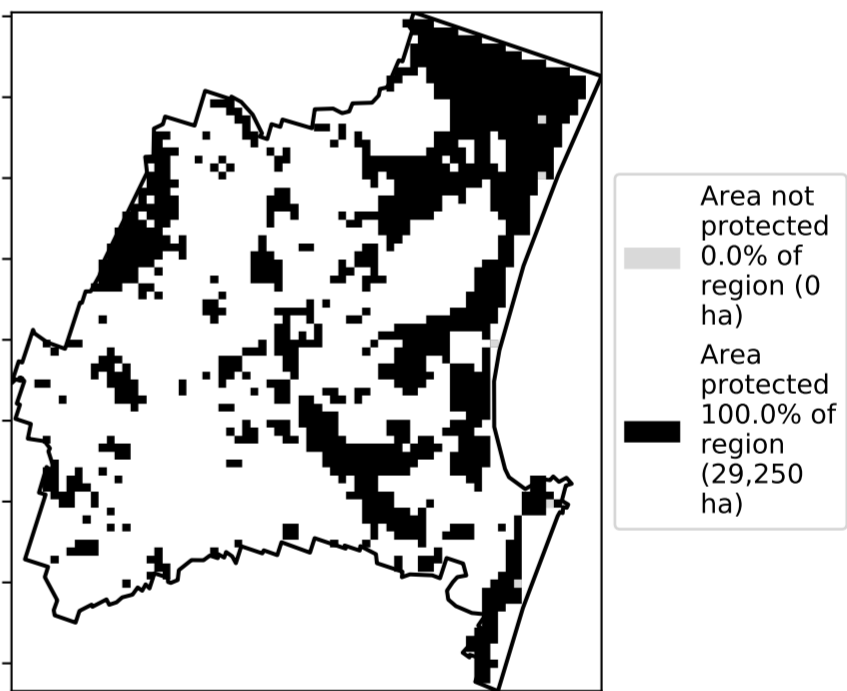 Area not
protected
0.0% of
region (0
ha)
Area
protected
100.0% of
region
(29,250
ha)